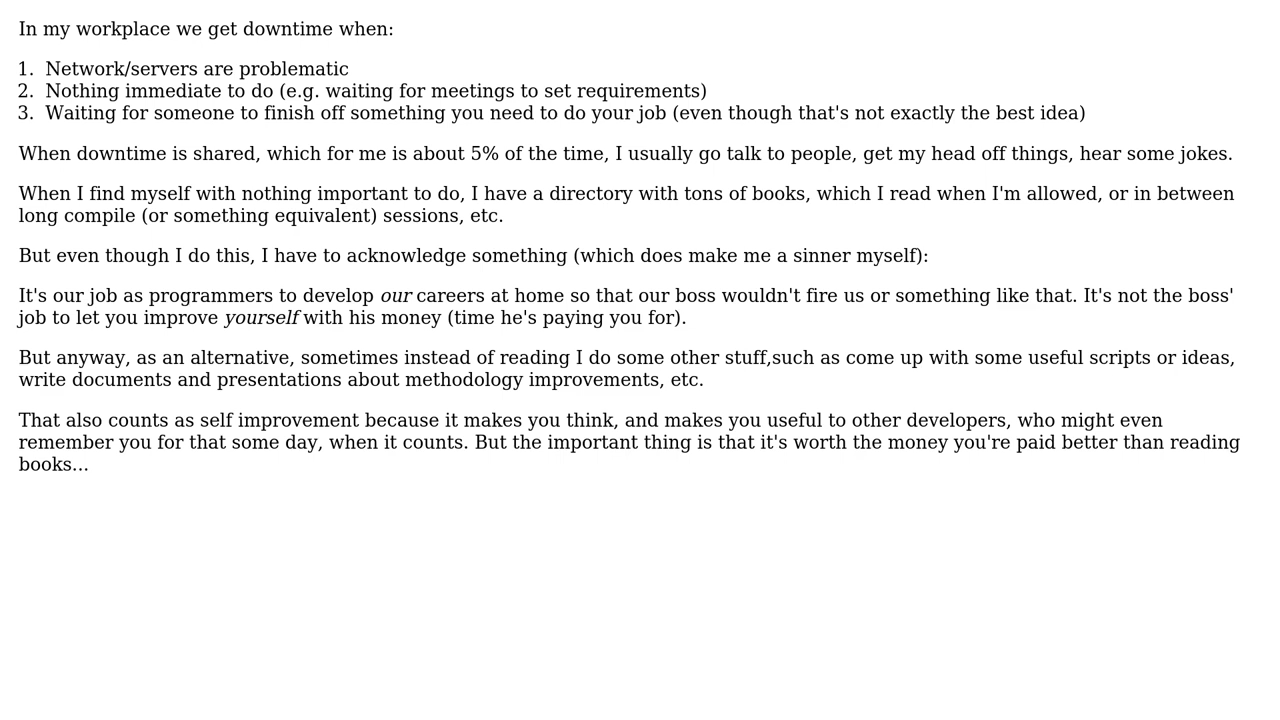 In my workplace we get downtime when:
1. Network/servers are problematic
2. Nothing immediate to do (e.g. waiting for meetings to set requirements)
3. Waiting for someone to finish off something you need to do your job (even though that's not exactly the best idea)
When downtime is shared, which for me is about 5% of the time, I usually go talk to people, get my head off things, hear some jokes.
When I find myself with nothing important to do, I have a directory with tons of books, which I read when I'm allowed, or in between
long compile (or something equivalent) sessions, etc.
But even though I do this, I have to acknowledge something (which does make me a sinner myself):
It's our job as programmers to develop our careers at home so that our boss wouldn't fire us or something like that. It's not the boss'
job to let you improve yourself with his money (time he's paying you for).
But anyway, as an alternative, sometimes instead of reading I do some other stuff,such as come up with some useful scripts or ideas,
write documents and presentations about methodology improvements, etc.
That also counts as self improvement because it makes you think, and makes you useful to other developers, who might even
remember you for that some day, when it counts. But the important thing is that it's worth the money you're paid better than reading
books...